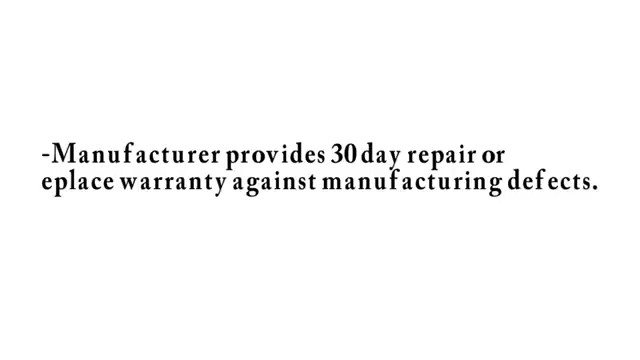 -Manufacturer provides 30 day repair or
eplace warranty against manufacturing defects.